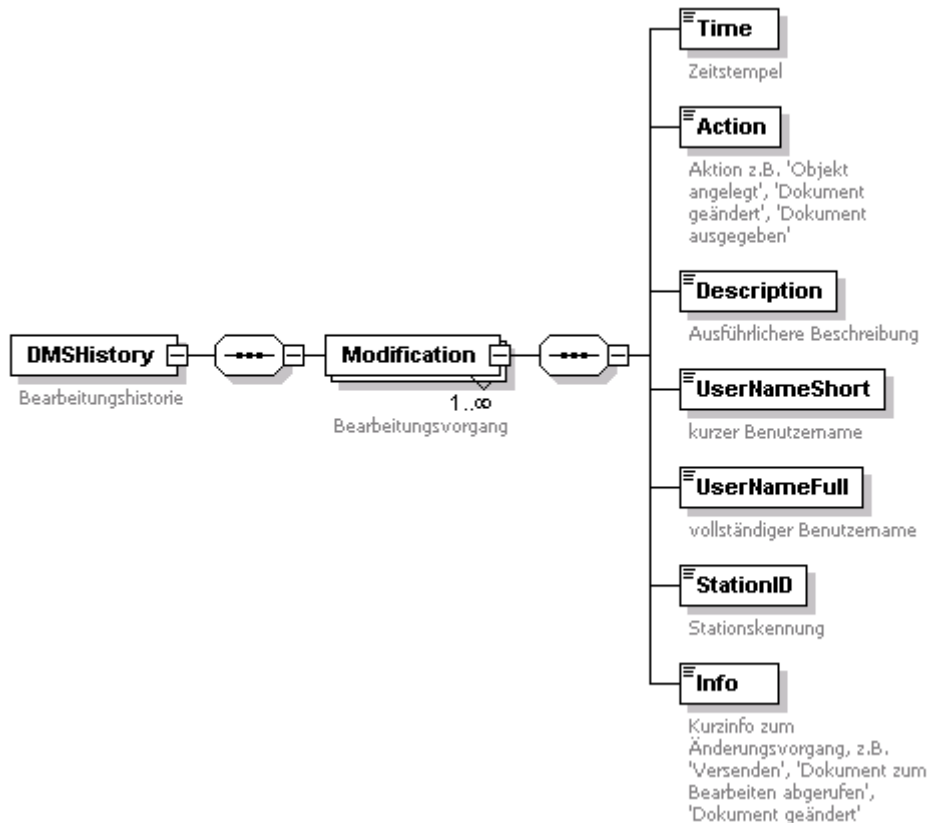 Time
Zeitstempel
Action
Aktion z.B. 'Objekt
angelegt', 'Dokument
geändert', 'Dokument
ausgegeben'
Description
Ausführlichere Beschreibung
DMSHistory
Bearbeitungshistorie
Modification
1..∞
Bearbeitungsvorgang
UserNameShort
kurzer Benutzername
UserNameFull
vollständiger Benutzername
StationID
Stationskennung
Info
Kurzinfo zum
Änderungsvorgang, z.B.
'Versenden', 'Dokument zum
Bearbeiten abgerufen',
'Dokument geändert'